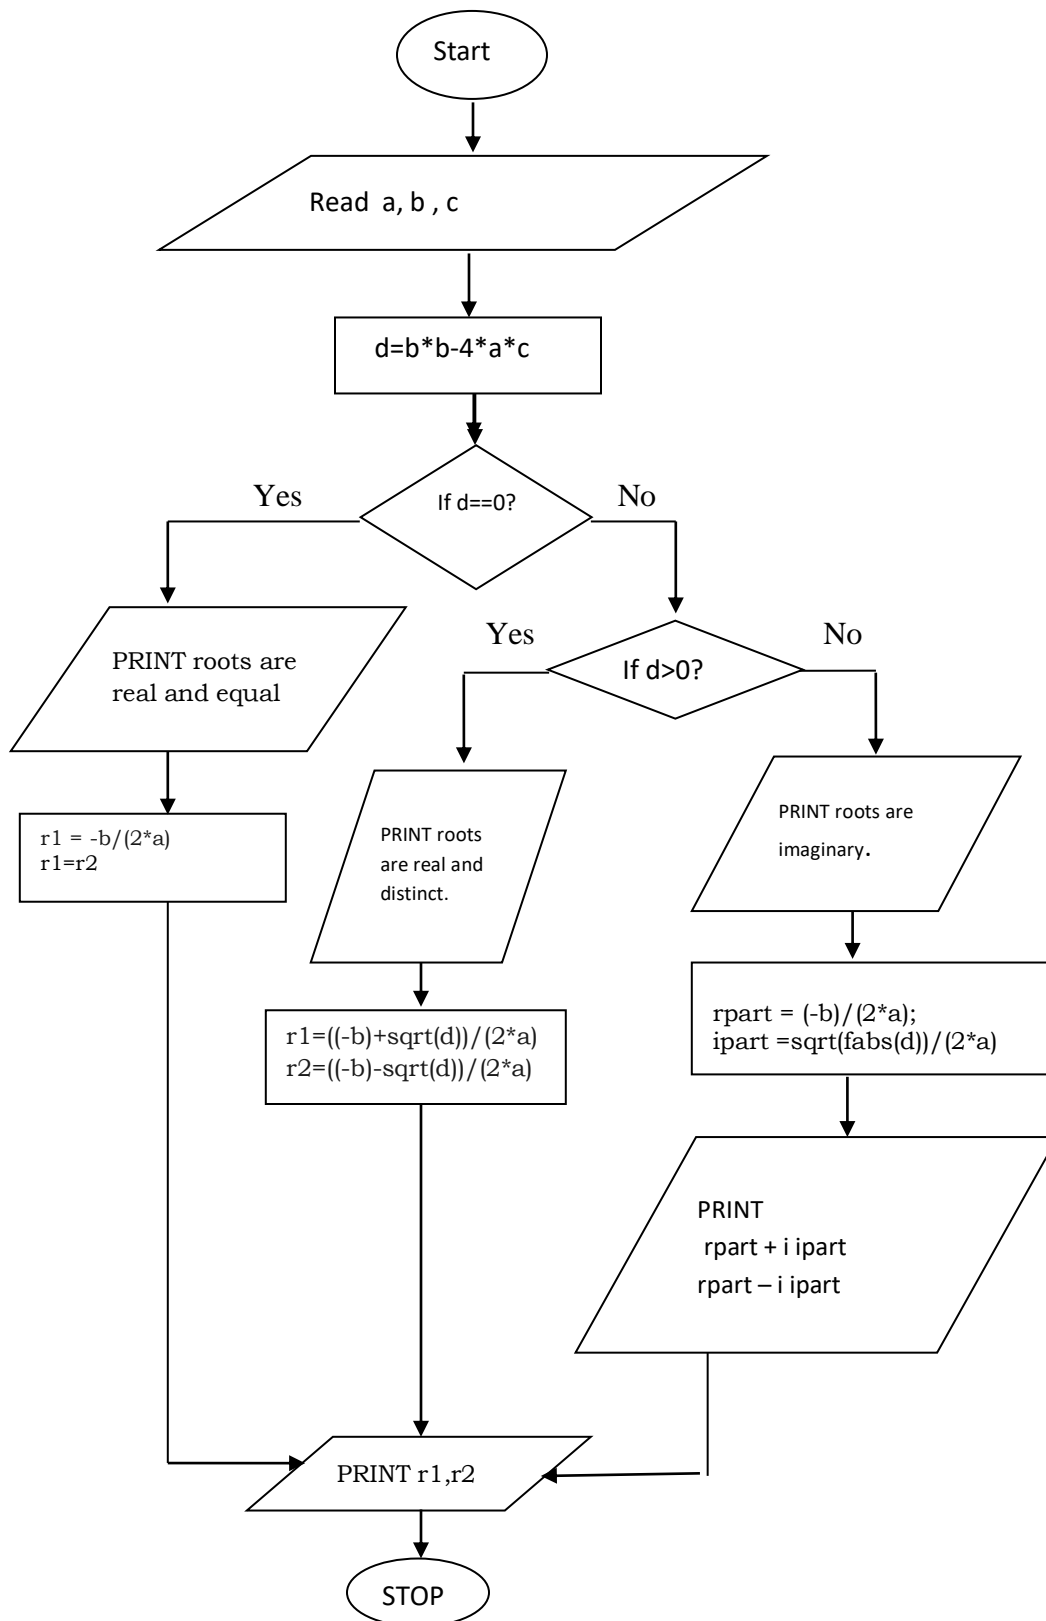 Start
Read a, b , c
d=b*b-4*a*c
If d==0?
Yes
No
PRINT roots are
real and equal
r1 = -b/(2*a)
r1=r2
If d>0?
Yes
No
PRINT roots
are real and
distinct.
r1=((-b)+sqrt(d))/(2*a)
r2=((-b)-sqrt(d))/(2*a)
PRINT roots are
imaginary.
rpart = (-b)/(2*a);
ipart =sqrt(fabs(d))/(2*a)
PRINT
rpart + i ipart
rpart – i ipart
PRINT r1,r2
STOP